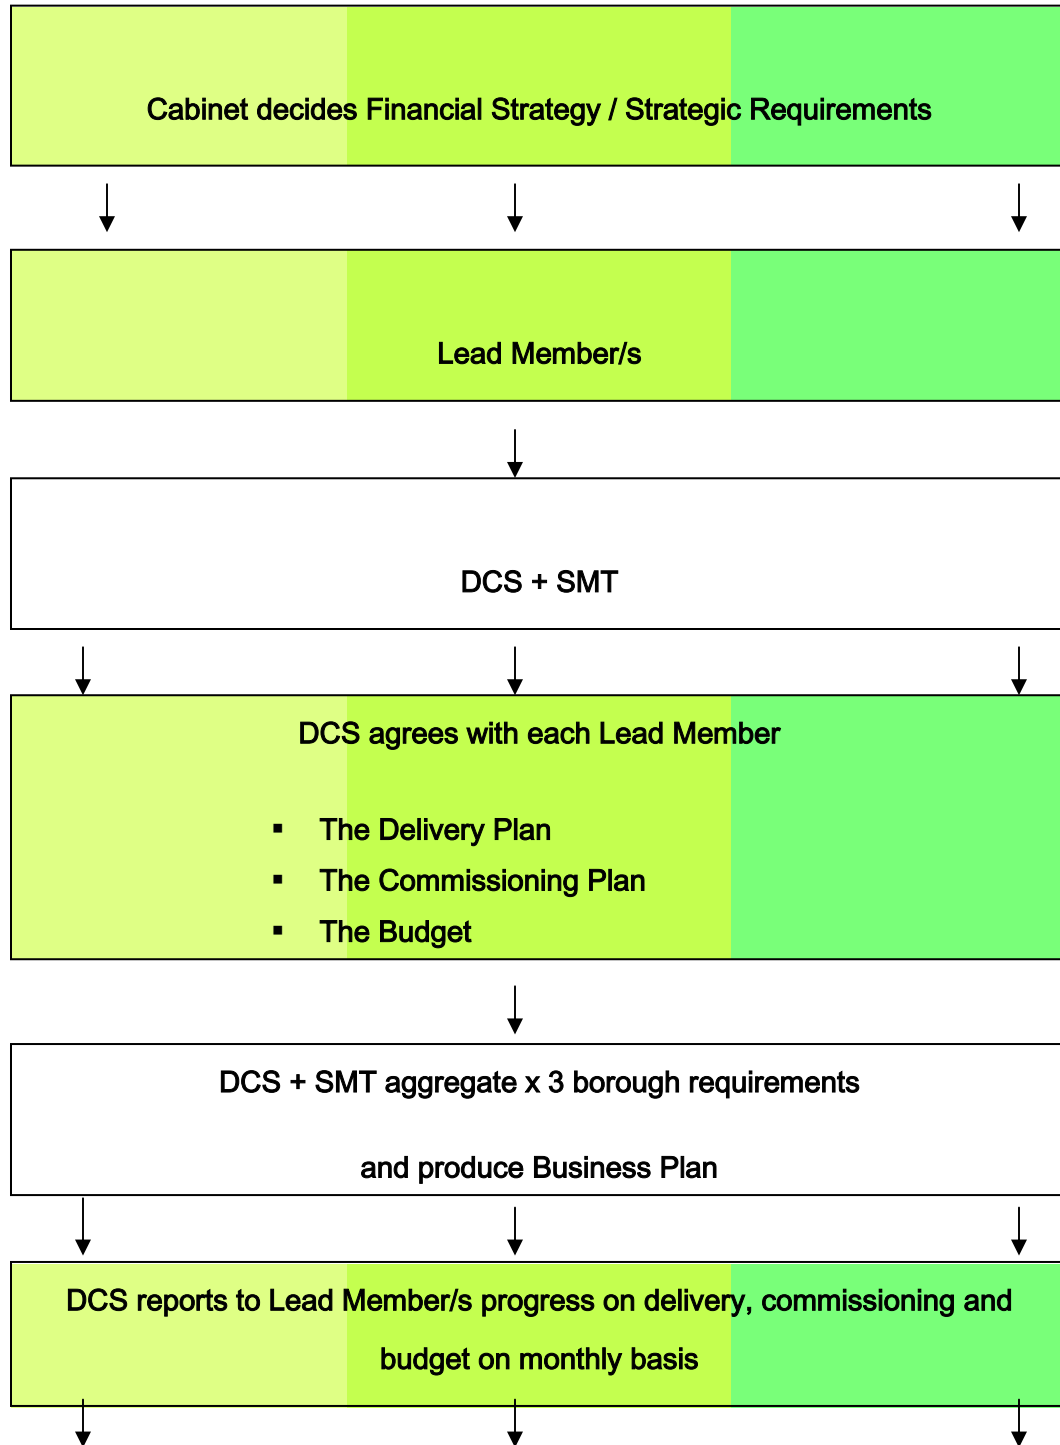 Cabinet decides Financial Strategy / Strategic Requirements
Lead Member/s
DCS + SMT
DCS agrees with each Lead Member
▪ The Delivery Plan
▪ The Commissioning Plan
▪ The Budget
DCS + SMT aggregate x 3 borough requirements
and produce Business Plan
DCS reports to Lead Member/s progress on delivery, commissioning and
budget on monthly basis